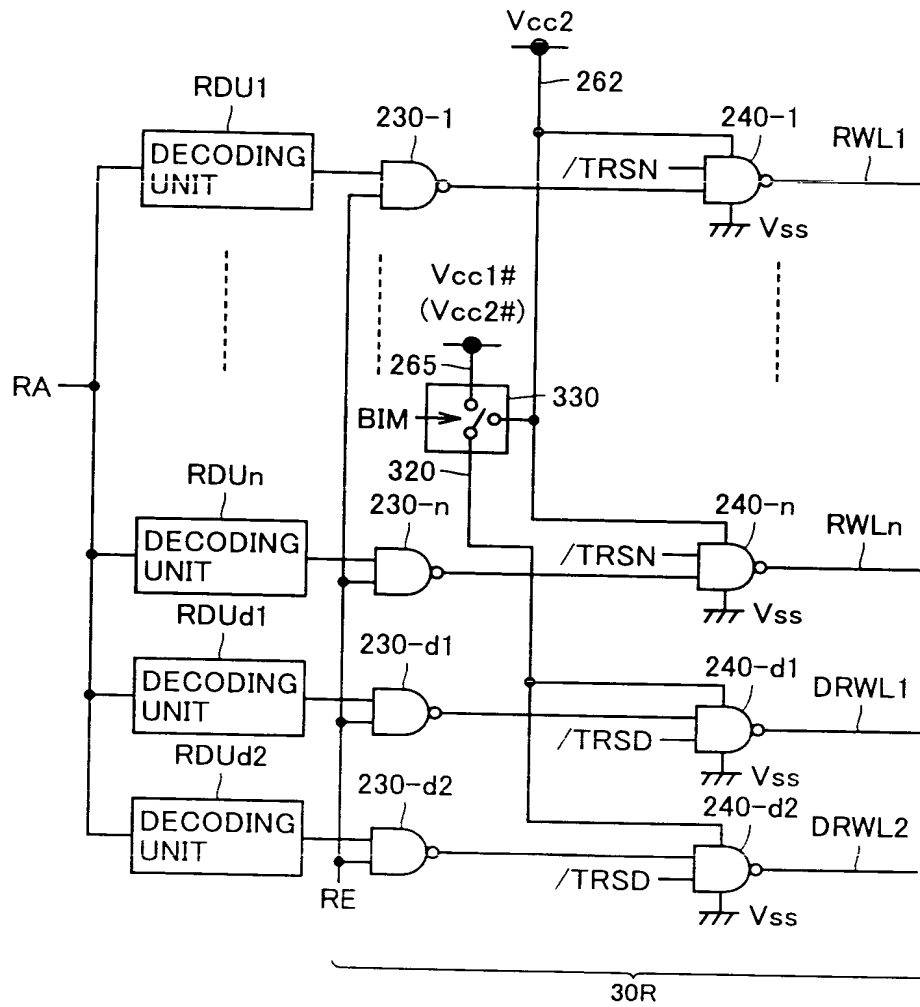 Vcc2
RDU1
262
230-1
240-1
RWL1
DECODING
UNIT
/TRSN
Vss
Vcc1#
(Vcc2#)
265
330
RA
BIM
320
RDUn
230-n
240-n
RWLn
DECODING
UNIT
/TRSN
Vss
RDUd1
230-d1
240-d1
DRWL1
DECODING
UNIT
/TRSD
Vss
RDUd2
230-d2
240-d2
DRWL2
DECODING
UNIT
/TRSD
RE
Vss
30R